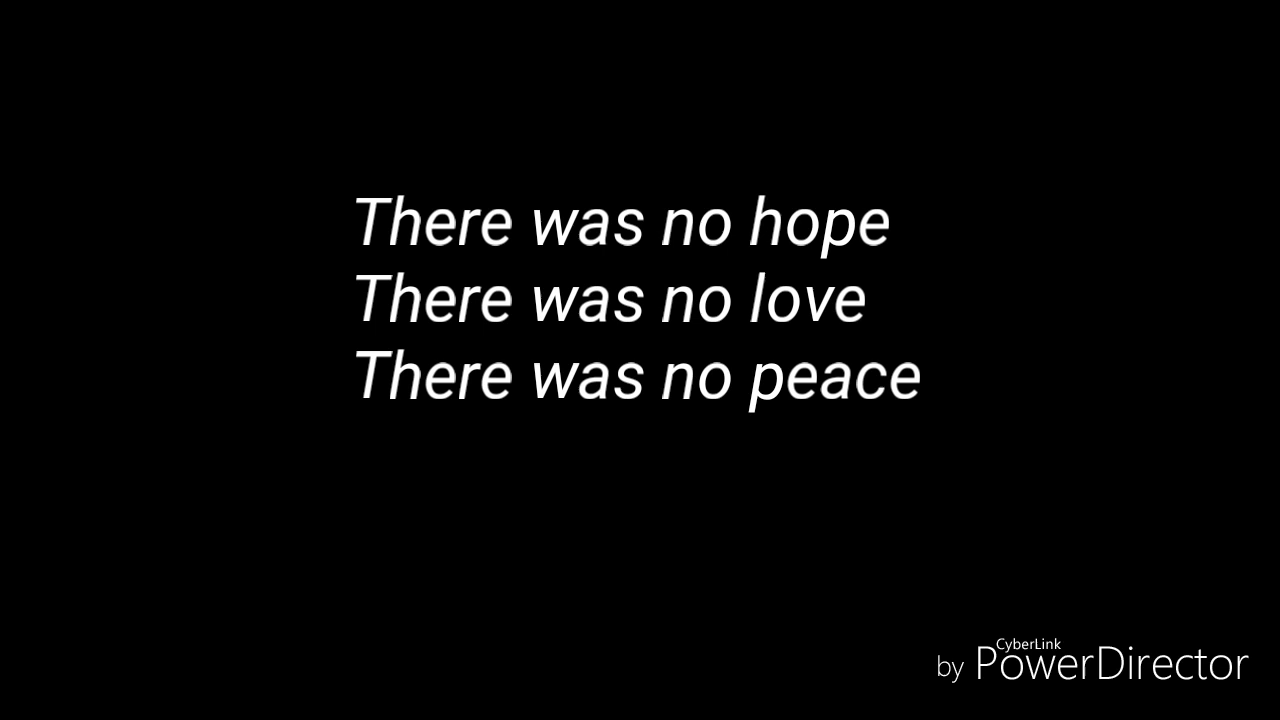 There was no hope
There was no love
There was no peace
CyberLink
by PowerDirector